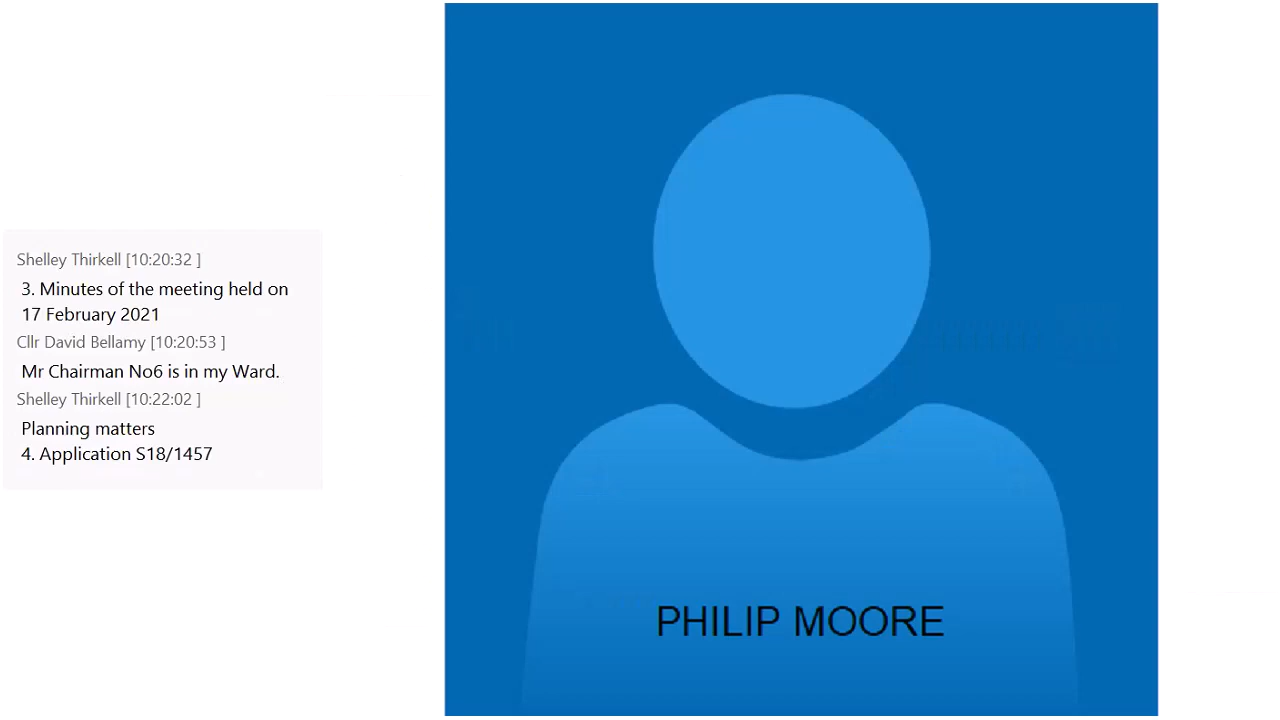 Shelley Thirkell [10:20:32 ]
3. Minutes of the meeting held on
17 February 2021
Cllr David Bellamy [10:20:53 ]
Mr Chairman No6 is in my Ward.
Shelley Thirkell [10:22:02 ]
Planning matters
4. Application S18/1457
PHILIP MOORE